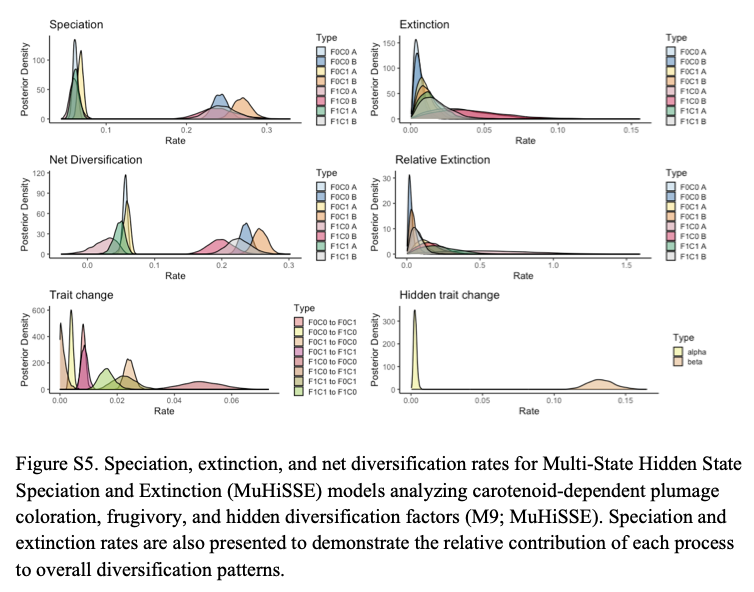 Speciation
Posterior Density
100
50
0
0.1
0.2
0.3
Rate
Type
F0C0 A
F0C0 B
F0C1 A
F0C1 B
F1C0 A
F1C0 B
F1C1 A
F1C1 B
Extinction
Posterior Density
150
100
50
0
0.00
0.05
0.10
0.15
Rate
Type
F0C0 A
F0C0 B
F0C1 A
F0C1 B
F1C0 A
F1C0 B
F1C1 A
F1C1 B
Net Diversification
Posterior Density
120
90
60
30
0
0.0
0.1
0.2
0.3
Rate
Type
F0C0 A
F0C0 B
F0C1 A
F0C1 B
F1C0 A
F1C0 B
F1C1 A
F1C1 B
Relative Extinction
Posterior Density
30
20
10
0
0.0
0.5
1.0
1.5
Rate
Type
F0C0 A
F0C0 B
F0C1 A
F0C1 B
F1C0 A
F1C0 B
F1C1 A
F1C1 B
Trait change
Posterior Density
600
400
200
0
0.00
0.02
0.04
0.06
Rate
Type
F0C0 to F0C1
F0C0 to F1C0
F0C1 to F0C0
F0C1 to F1C1
F1C0 to F0C0
F1C0 to F1C1
F1C1 to F0C1
F1C1 to F1C0
Hidden trait change
Posterior Density
300
200
100
0
0.00
0.05
0.10
0.15
Rate
Type
alpha
beta
Figure S5. Speciation, extinction, and net diversification rates for Multi-State Hidden State
Speciation and Extinction (MuHiSSE) models analyzing carotenoid-dependent plumage
coloration, frugivory, and hidden diversification factors (M9; MuHiSSE). Speciation and
extinction rates are also presented to demonstrate the relative contribution of each process
to overall diversification patterns.